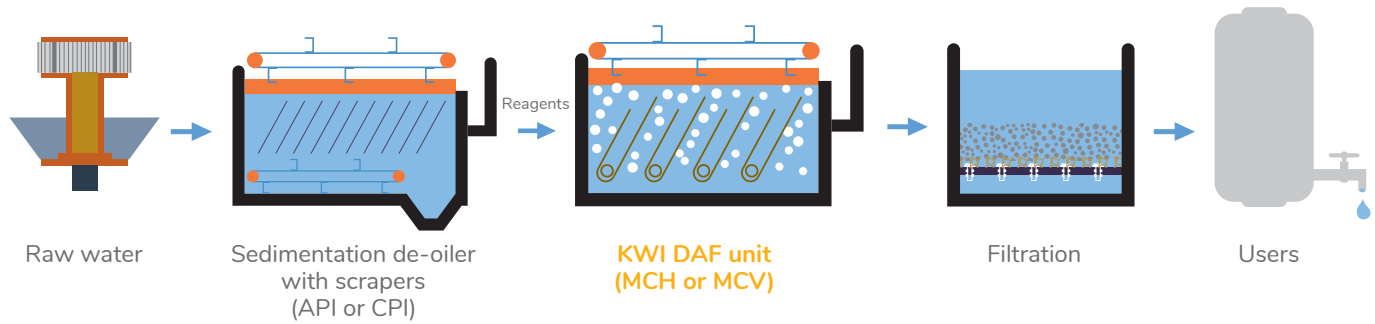 Reagents
Raw water
Sedimentation de-oiler
with scrapers
(API or CPI)
KWI DAF unit
(MCH or MCV)
Filtration
Users